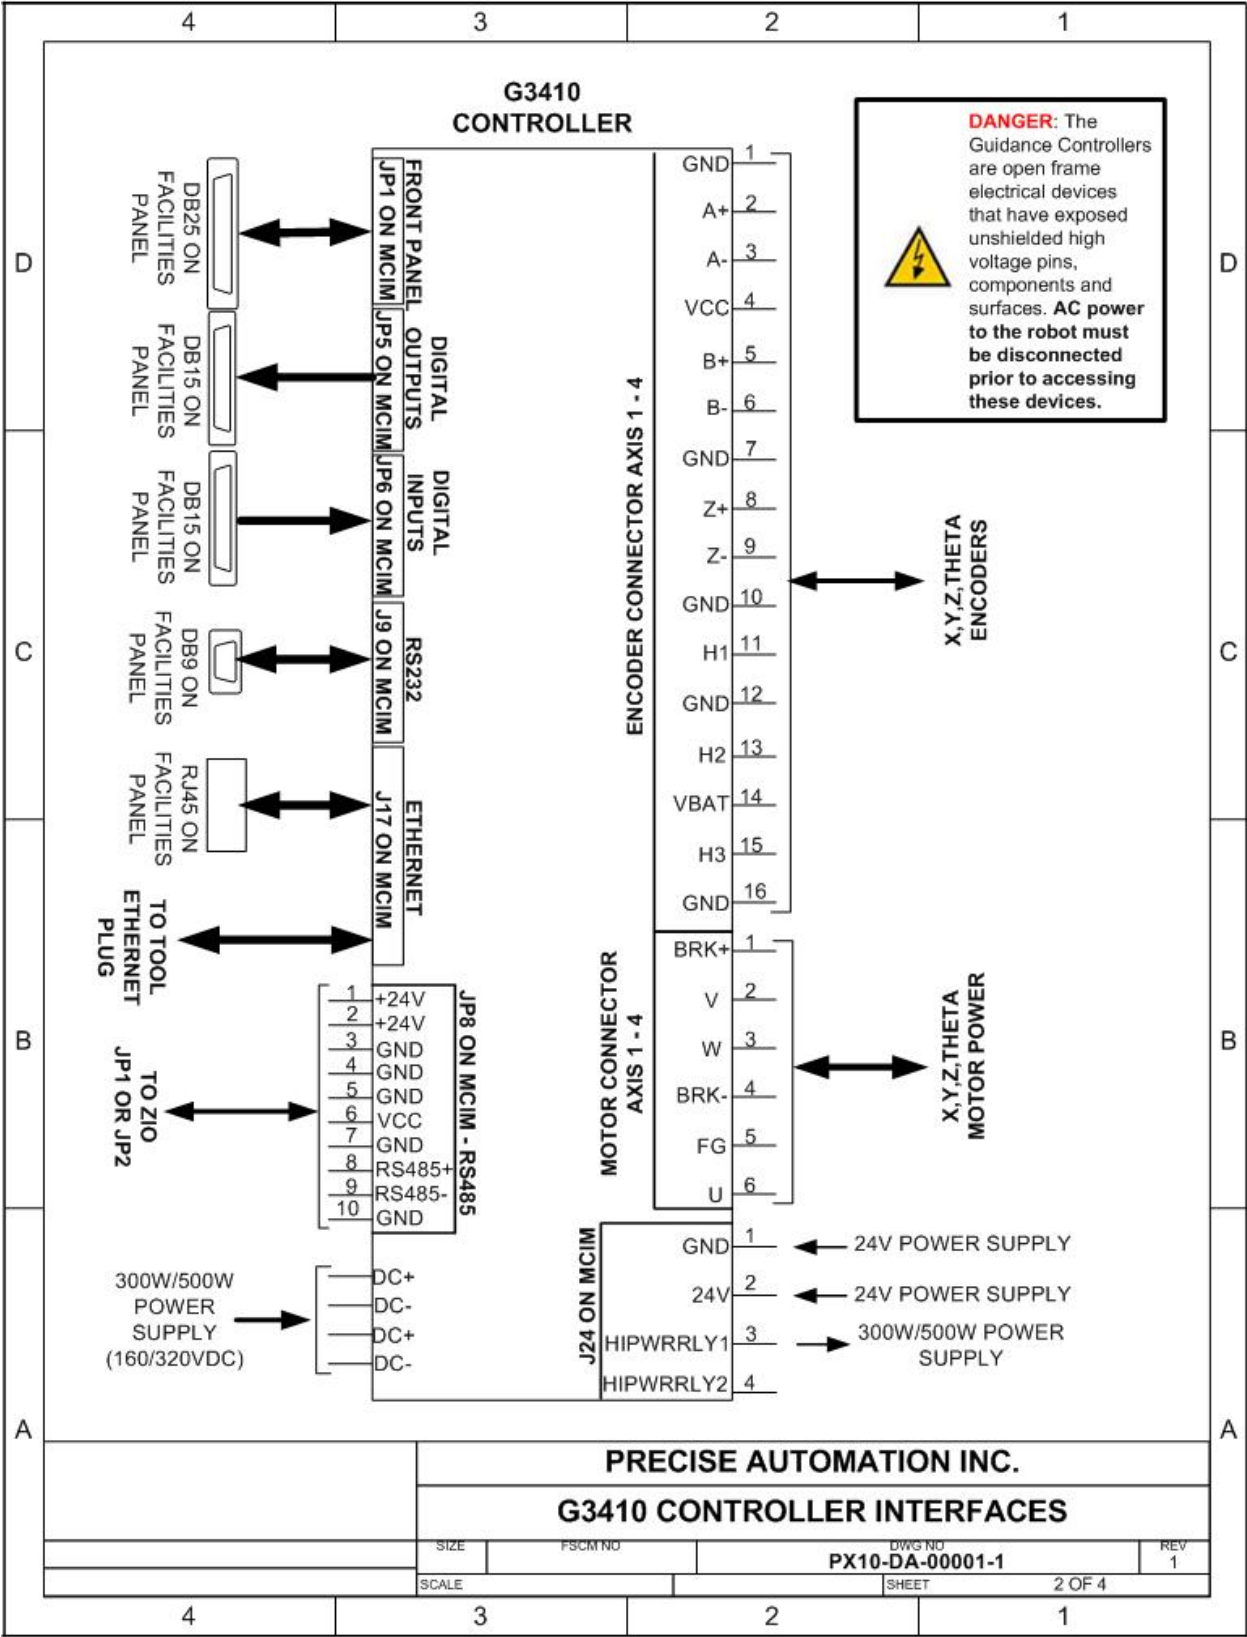 4 3 2 1
G3410
CONTROLLER
DANGER: The
Guidance Controllers
are open frame
electrical devices
that have exposed
unshielded high
voltage pins,
components and
surfaces. AC power
to the robot must
be disconnected
prior to accessing
these devices.
D
D
C
C
B
B
A
A
DB25 ON
FACILITIES
PANEL
FRONT PANEL
JP1 ON MCIM
DB15 ON
FACILITIES
PANEL
DIGITAL
OUTPUTS
JP5 ON MCIM
DB15 ON
FACILITIES
PANEL
DIGITAL
INPUTS
JP6 ON MCIM
DB9 ON
FACILITIES
PANEL
RS232
J9 ON MCIM
RJ45 ON
FACILITIES
PANEL
ETHERNET
J17 ON MCIM
TO TOOL
ETHERNET
PLUG
TO ZIO
JP1 OR JP2
JP8 ON MCIM - RS485
1 +24V
2 +24V
3 GND
4 GND
5 GND
6 VCC
7 GND
8 RS485+
9 RS485-
10 GND
300W/500W
POWER
SUPPLY
(160/320VDC)
DC+
DC-
DC+
DC-
ENCODER CONNECTOR AXIS 1 - 4
GND 1
A+ 2
A- 3
VCC 4
B+ 5
B- 6
GND 7
Z+ 8
Z- 9
GND 10
H1 11
GND 12
H2 13
VBAT 14
H3 15
GND 16
X,Y,Z,THETA
ENCODERS
MOTOR CONNECTOR
AXIS 1 - 4
BRK+ 1
V 2
W 3
BRK- 4
FG 5
U 6
X,Y,Z,THETA
MOTOR POWER
J24 ON MCIM
GND 1 24V POWER SUPPLY
24V 2 24V POWER SUPPLY
HIPWRRLY1 3 300W/500W POWER
SUPPLY
HIPWRRLY2 4
PRECISE AUTOMATION INC.
G3410 CONTROLLER INTERFACES
SIZE FSCM NO DWG NO REV
PX10-DA-00001-1 1
SCALE SHEET 2 OF 4
4 3 2 1